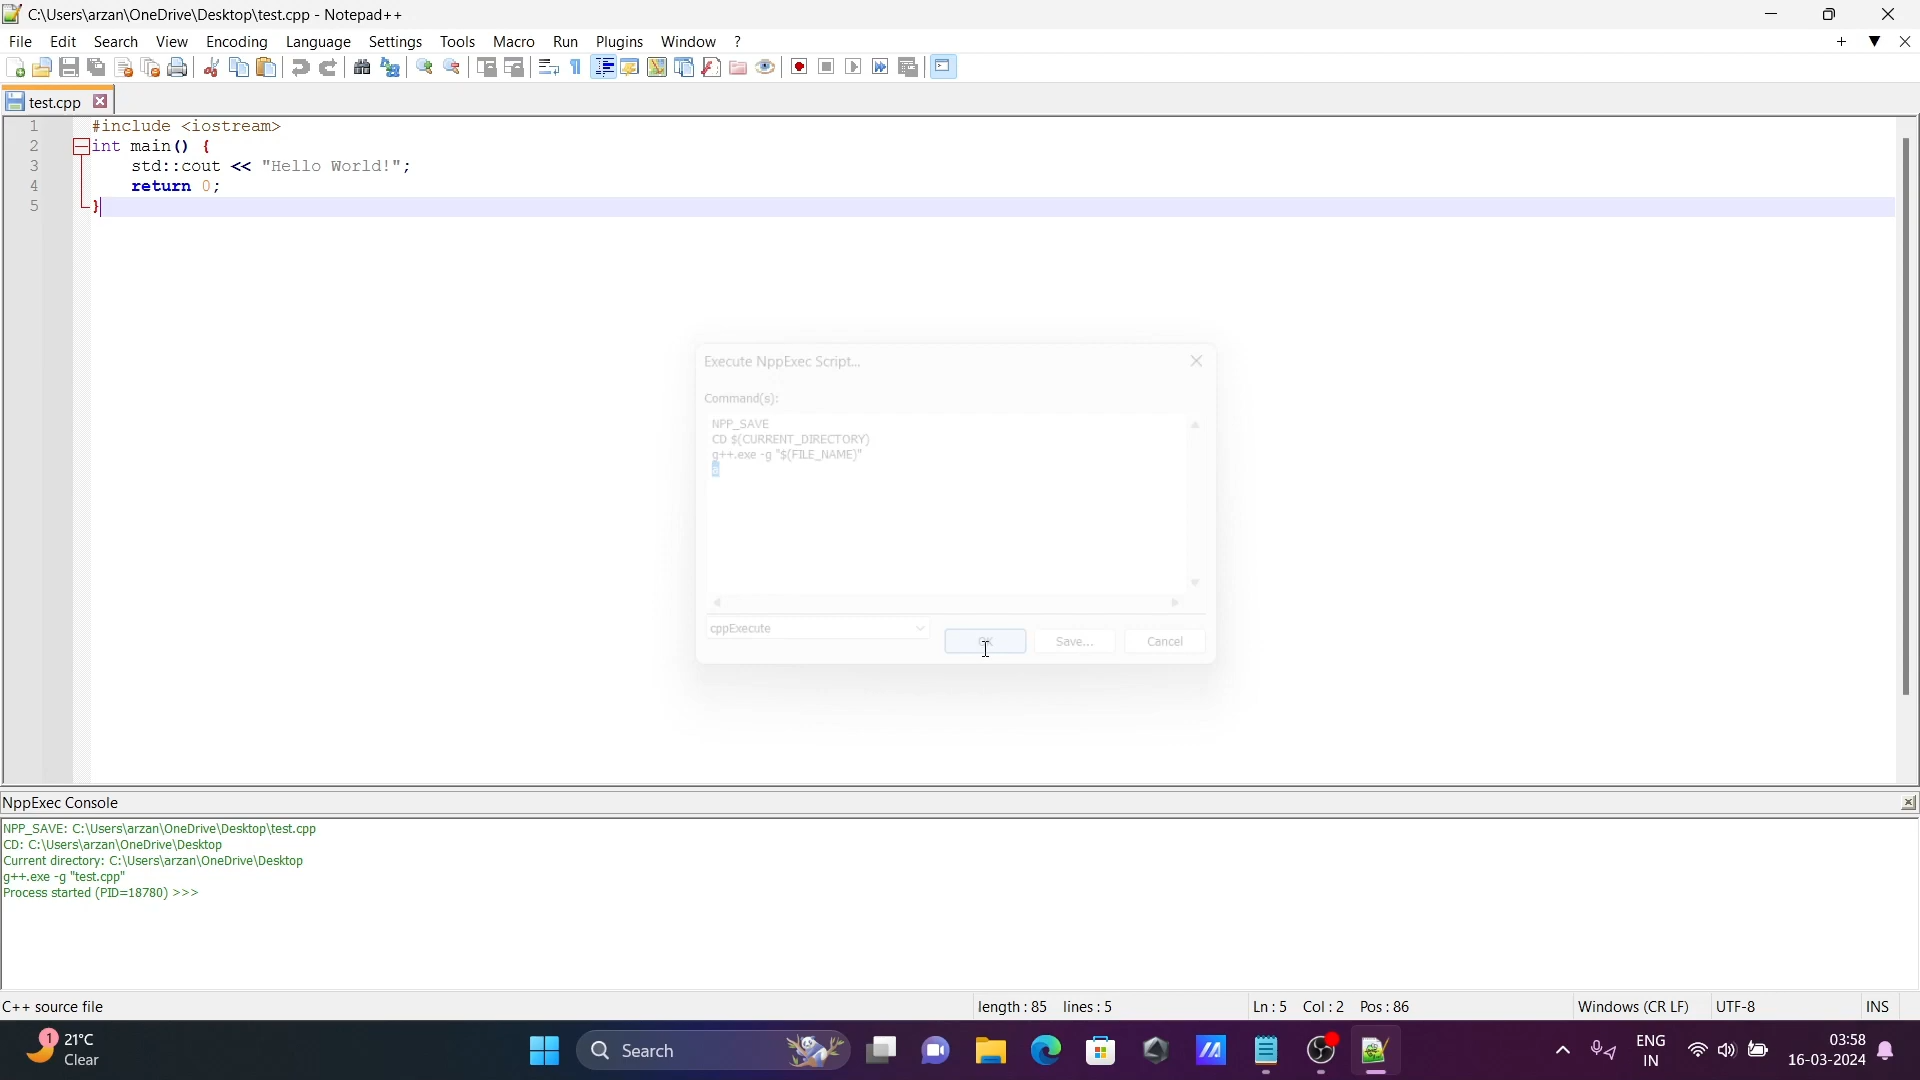 C:\Users\arzan\OneDrive\Desktop\test.cpp - Notepad++
File Edit Search View Encoding Language Settings Tools Macro Run Plugins Window ?
test.cpp
1 #include <iostream>
2 int main() {
3 std::cout << "Hello World!";
4 return 0;
5 }
Execute NppExec Script...
Command(s):
NPP_SAVE
CD $(CURRENT_DIRECTORY)
g++.exe -g "$(FILE_NAME)"
a
cppExecute
OK Save... Cancel
NppExec Console
NPP_SAVE: C:\Users\arzan\OneDrive\Desktop\test.cpp
CD: C:\Users\arzan\OneDrive\Desktop
Current directory: C:\Users\arzan\OneDrive\Desktop
g++.exe -g "test.cpp"
Process started (PID=18780) >>>
C++ source file length : 85 lines : 5 Ln : 5 Col : 2 Pos : 86 Windows (CR LF) UTF-8 INS
1 21°C
Clear
Search
ENG
IN
03:58
16-03-2024